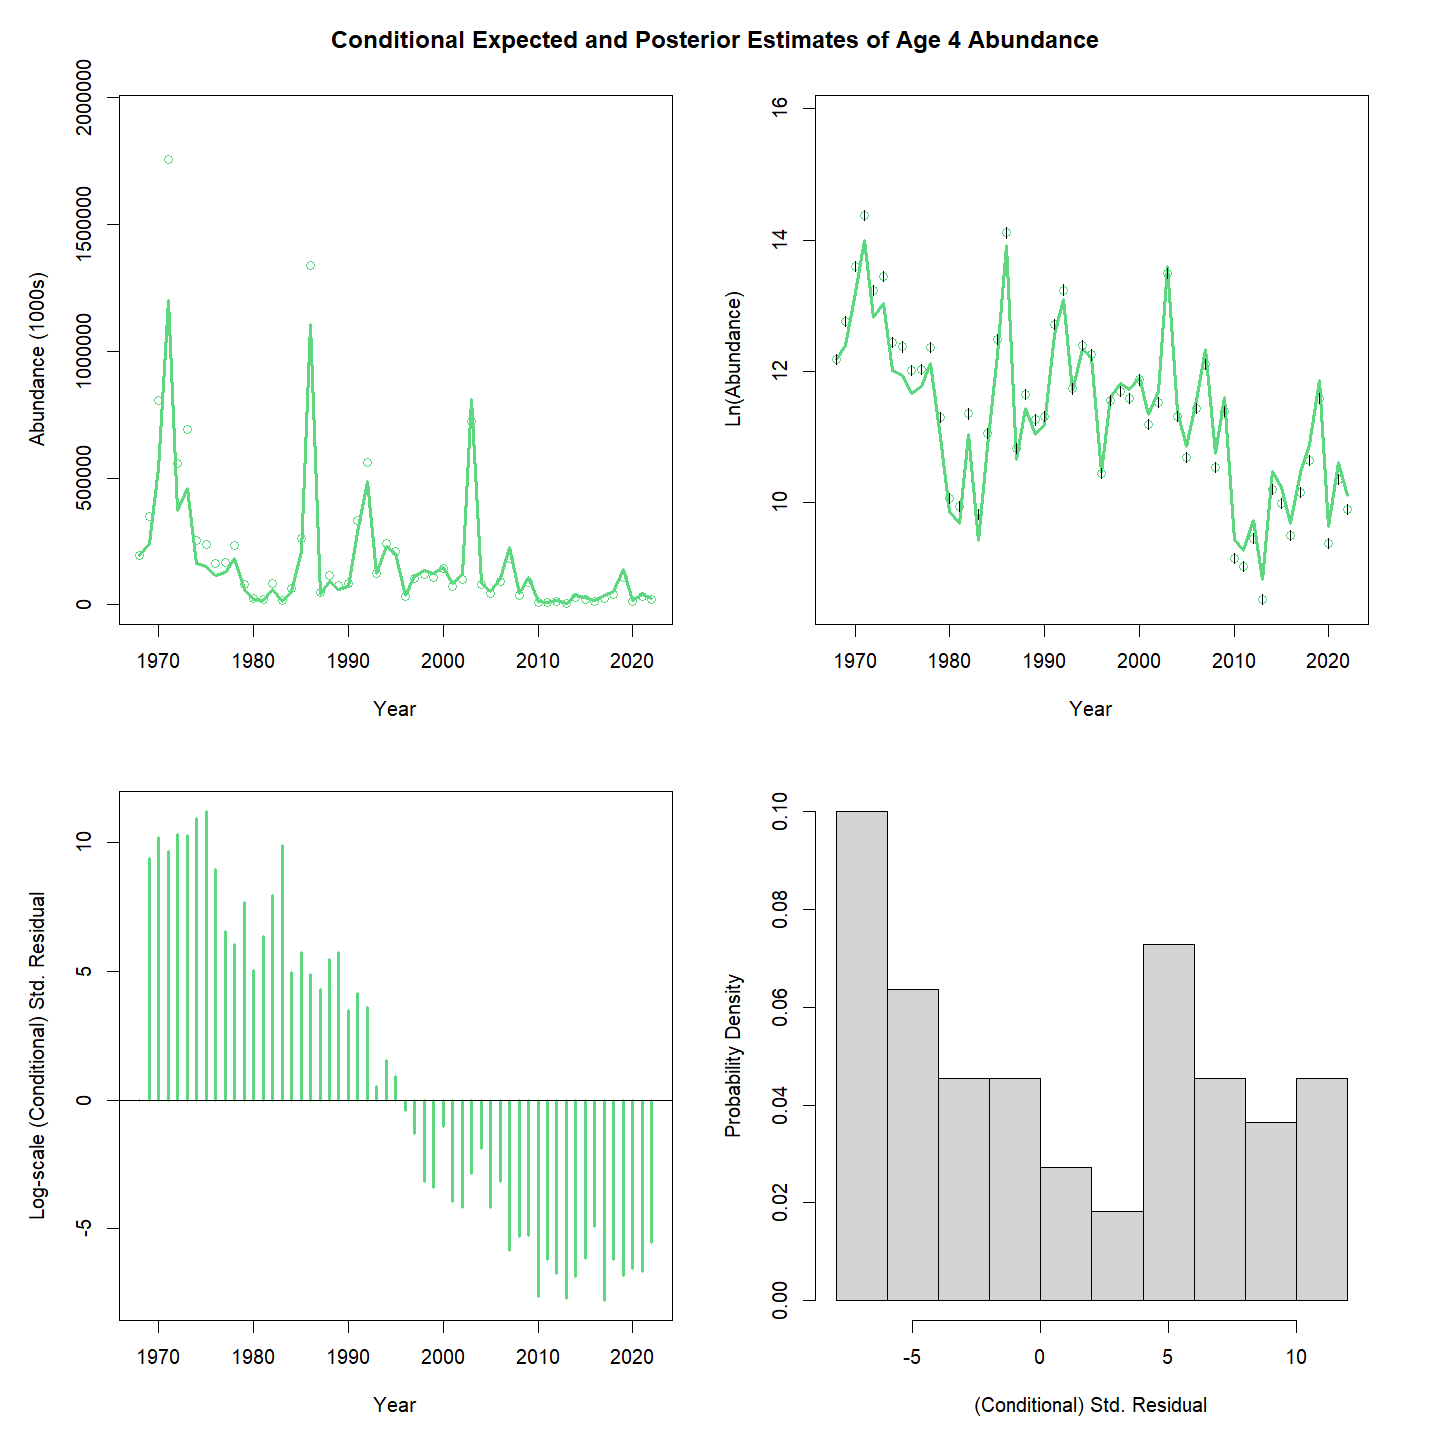 Conditional Expected and Posterior Estimates of Age 4 Abundance
Abundance (1000s)
2000000
1500000
1000000
500000
0
1970 1980 1990 2000 2010 2020
Year
Ln(Abundance)
16
14
12
10
1970 1980 1990 2000 2010 2020
Year
Log-scale (Conditional) Std. Residual
10
5
0
-5
1970 1980 1990 2000 2010 2020
Year
Probability Density
0.10
0.08
0.06
0.04
0.02
0.00
-5 0 5 10
(Conditional) Std. Residual